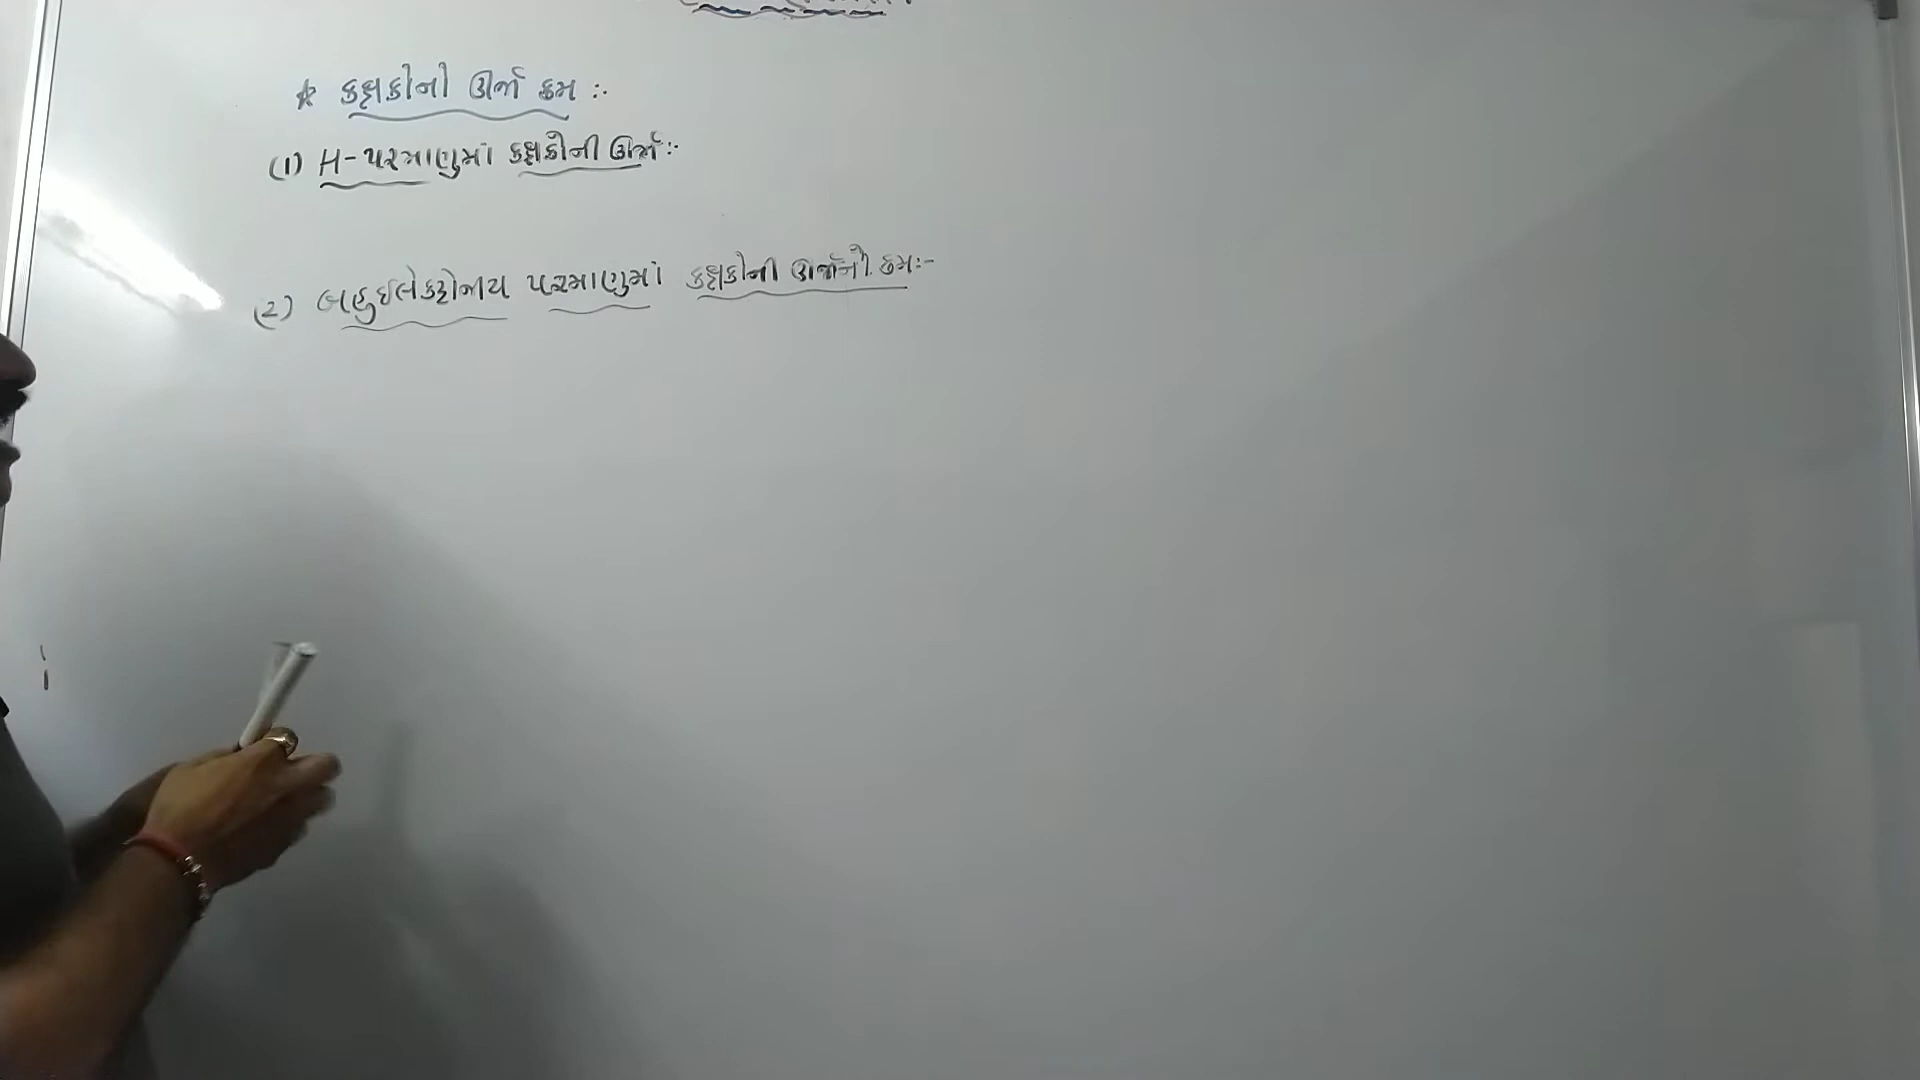 ☆ કક્ષકોની ઊર્જા ક્રમ :-
(1) H-પરમાણુમાં કક્ષકોની ઊર્જા :-
(2) બહુઇલેક્ટ્રોનીય પરમાણુમાં કક્ષકોની ઊર્જાનો ક્રમ :-